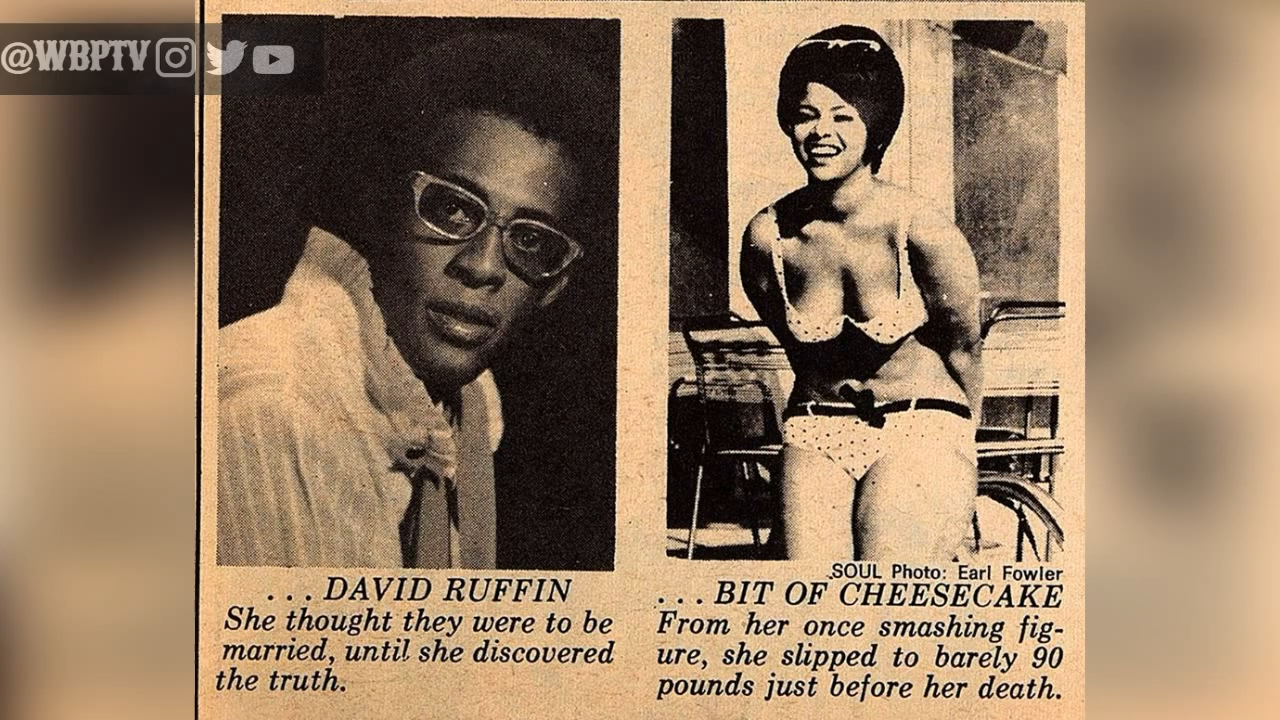 @WBPTV
SOUL Photo: Earl Fowler
...DAVID RUFFIN
She thought they were to be
married, until she discovered
the truth.
...BIT OF CHEESECAKE
From her once smashing fig-
ure, she slipped to barely 90
pounds just before her death.